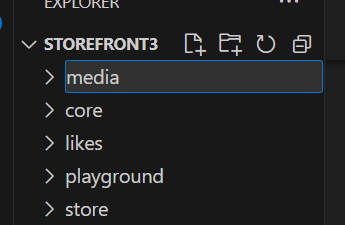 EXPLORER
STOREFRONT3
media
core
likes
playground
store